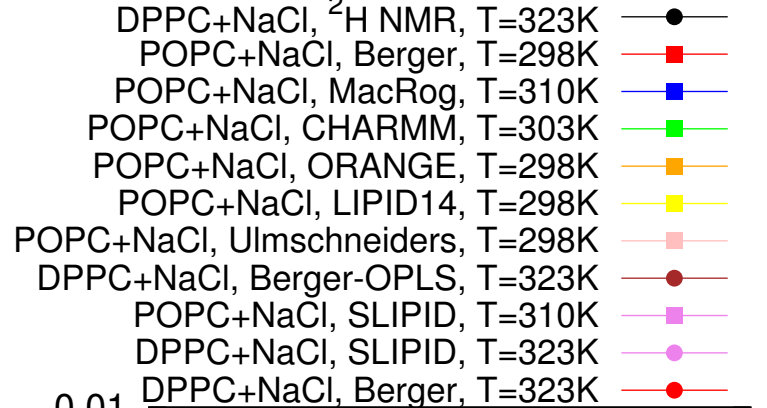 DPPC+NaCl, ²H NMR, T=323K
POPC+NaCl, Berger, T=298K
POPC+NaCl, MacRog, T=310K
POPC+NaCl, CHARMM, T=303K
POPC+NaCl, ORANGE, T=298K
POPC+NaCl, LIPID14, T=298K
POPC+NaCl, Ulmschneiders, T=298K
DPPC+NaCl, Berger-OPLS, T=323K
POPC+NaCl, SLIPID, T=310K
DPPC+NaCl, SLIPID, T=323K
DPPC+NaCl, Berger, T=323K
0.01